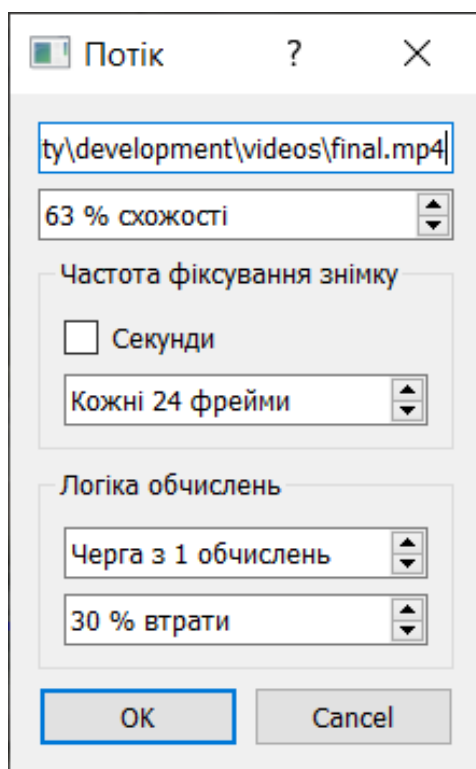 Потік
ty\development\videos\final.mp4
63 % схожості
Частота фіксування знімку
Секунди
Кожні 24 фрейми
Логіка обчислень
Черга з 1 обчислень
30 % втрати
OK Cancel